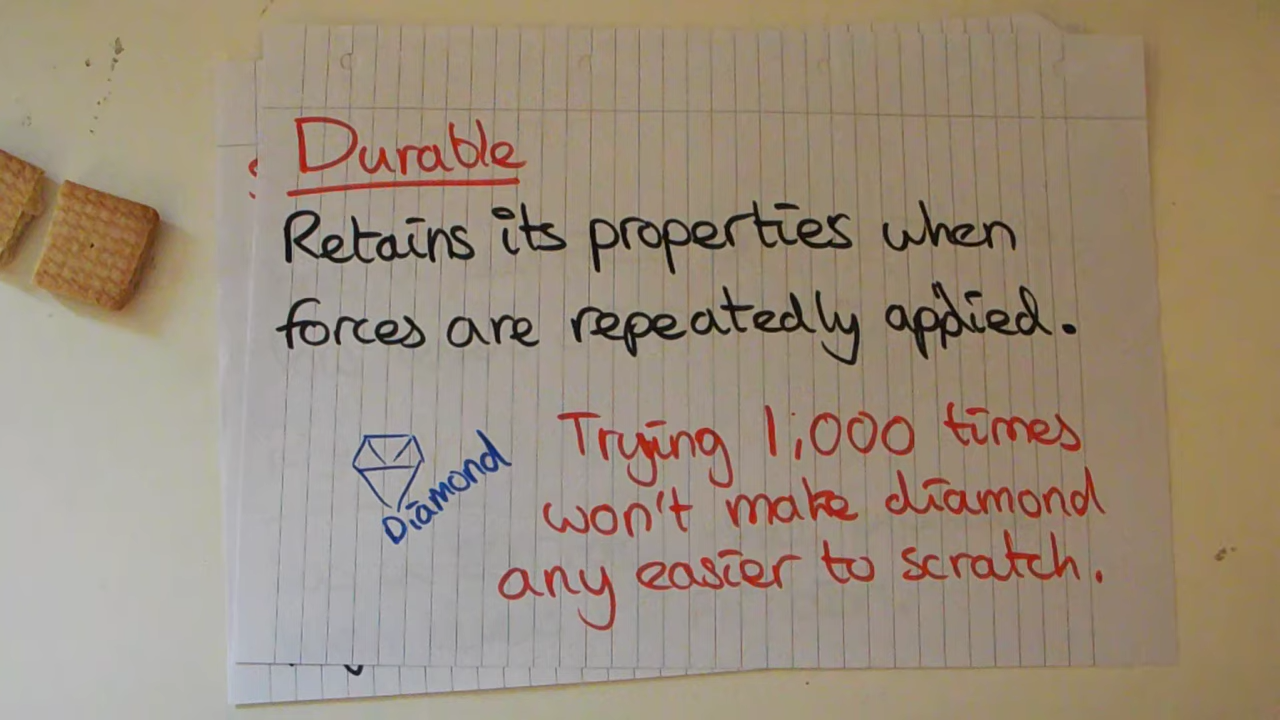 Durable
Retains its properties when
forces are repeatedly applied.
Trying 1,000 times
won't make diamond
any easier to scratch.
Diamond